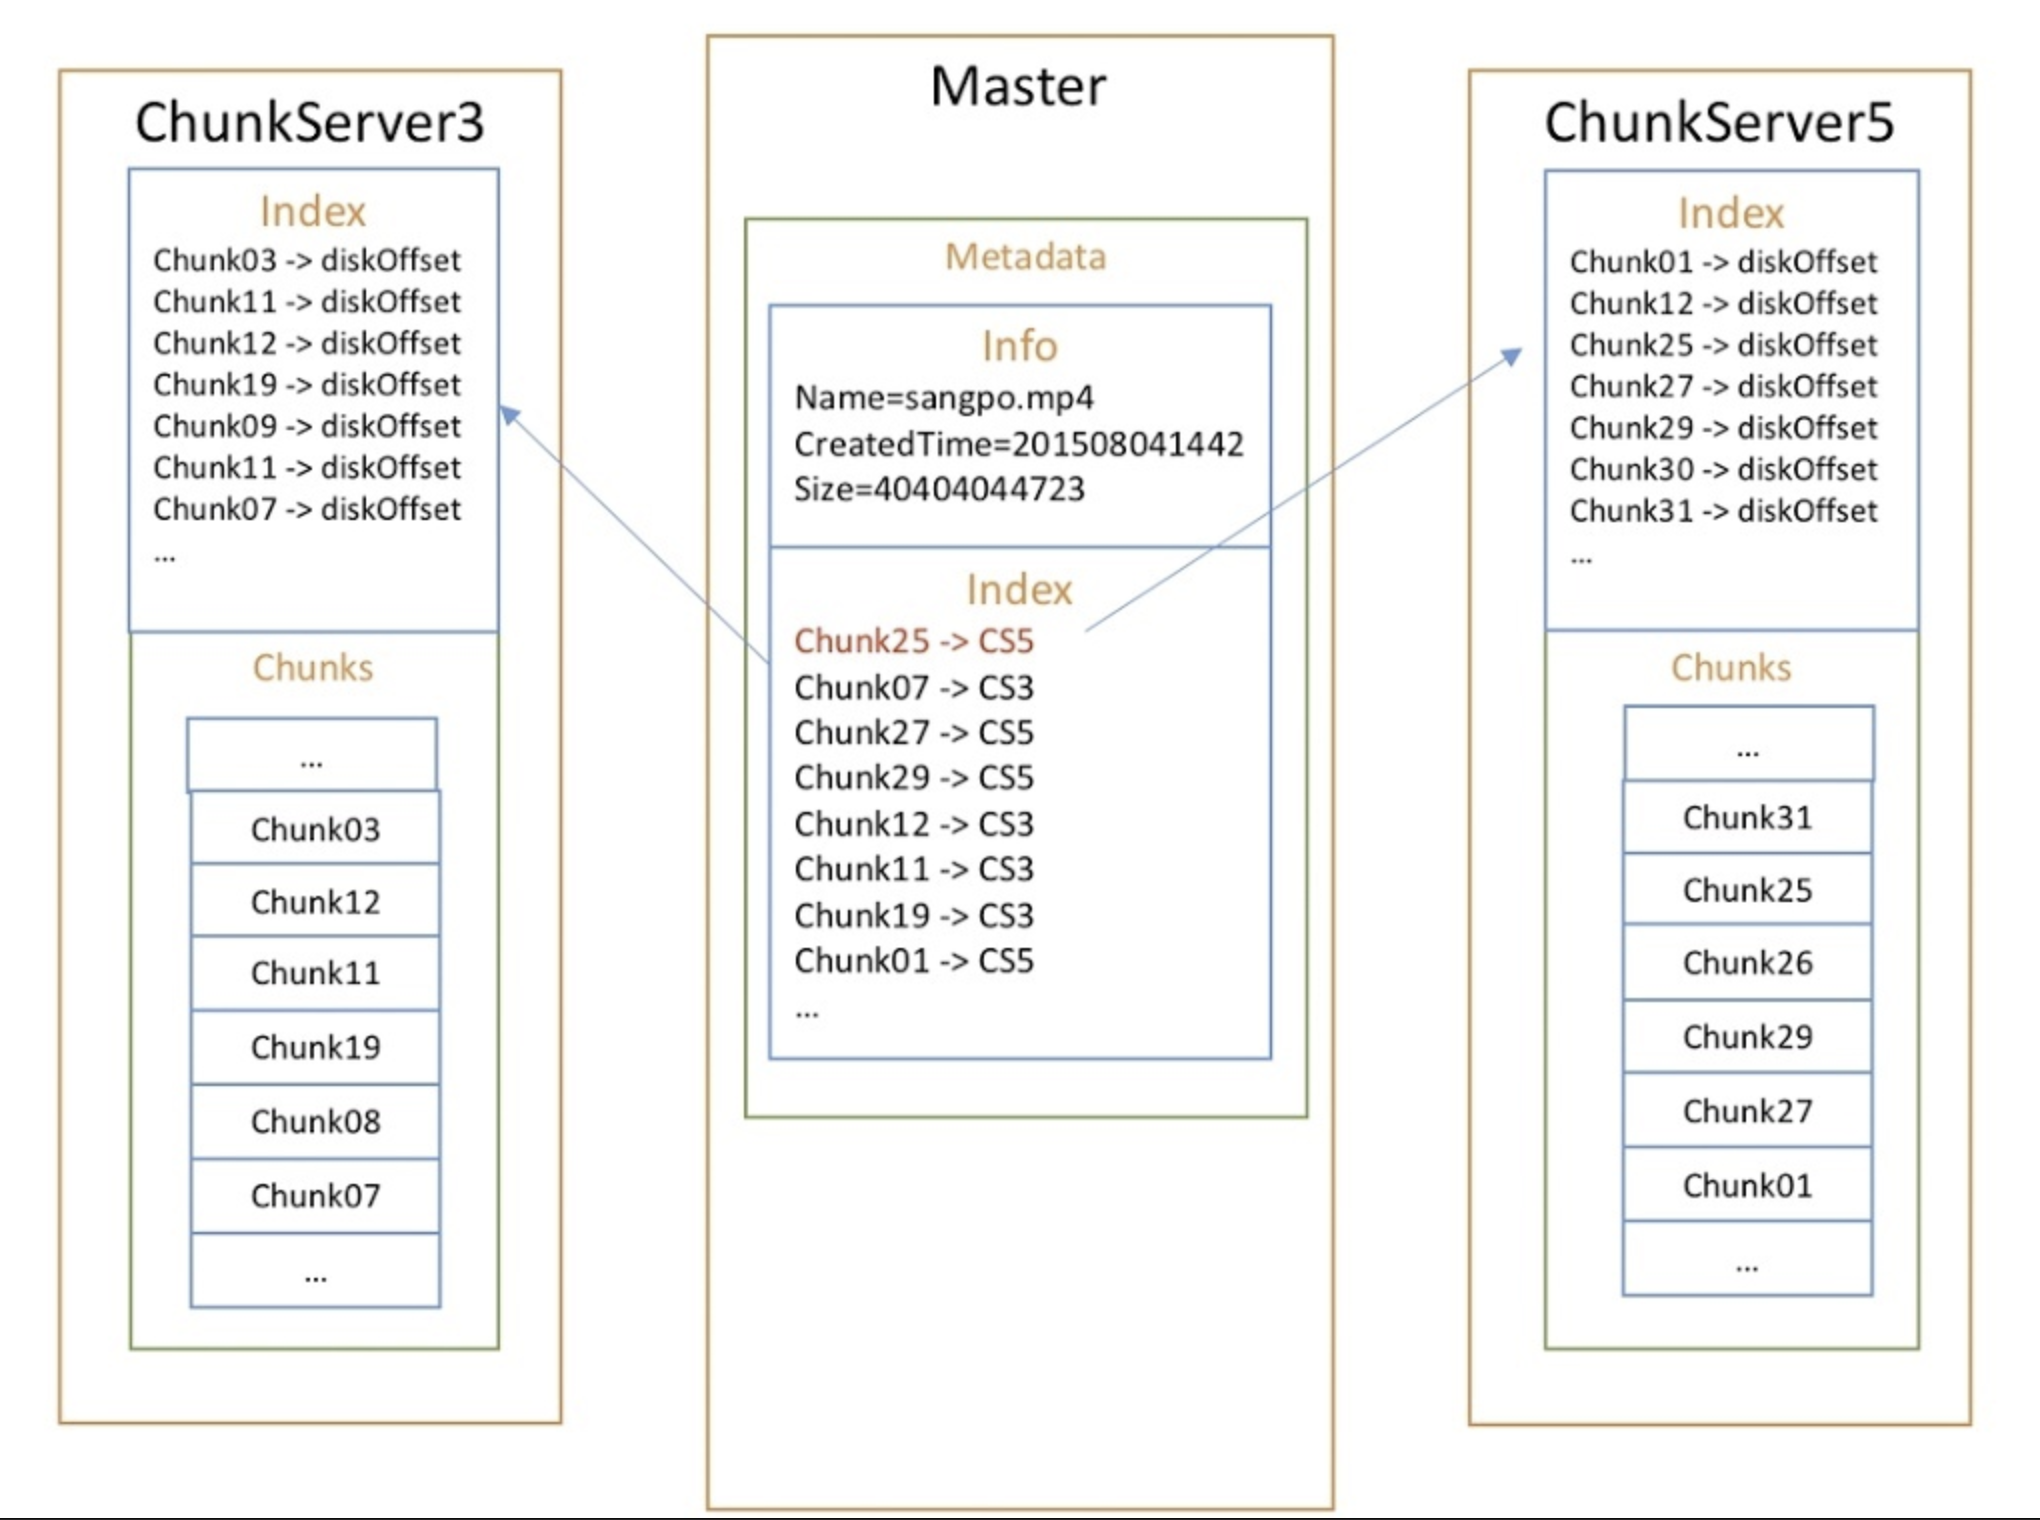 ChunkServer3
Index
Chunk03 -> diskOffset
Chunk11 -> diskOffset
Chunk12 -> diskOffset
Chunk19 -> diskOffset
Chunk09 -> diskOffset
Chunk11 -> diskOffset
Chunk07 -> diskOffset
...
Chunks
...
Chunk03
Chunk12
Chunk11
Chunk19
Chunk08
Chunk07
...
Master
Metadata
Info
Name=sangpo.mp4
CreatedTime=201508041442
Size=40404044723
Index
Chunk25 -> CS5
Chunk07 -> CS3
Chunk27 -> CS5
Chunk29 -> CS5
Chunk12 -> CS3
Chunk11 -> CS3
Chunk19 -> CS3
Chunk01 -> CS5
...
ChunkServer5
Index
Chunk01 -> diskOffset
Chunk12 -> diskOffset
Chunk25 -> diskOffset
Chunk27 -> diskOffset
Chunk29 -> diskOffset
Chunk30 -> diskOffset
Chunk31 -> diskOffset
...
Chunks
...
Chunk31
Chunk25
Chunk26
Chunk29
Chunk27
Chunk01
...